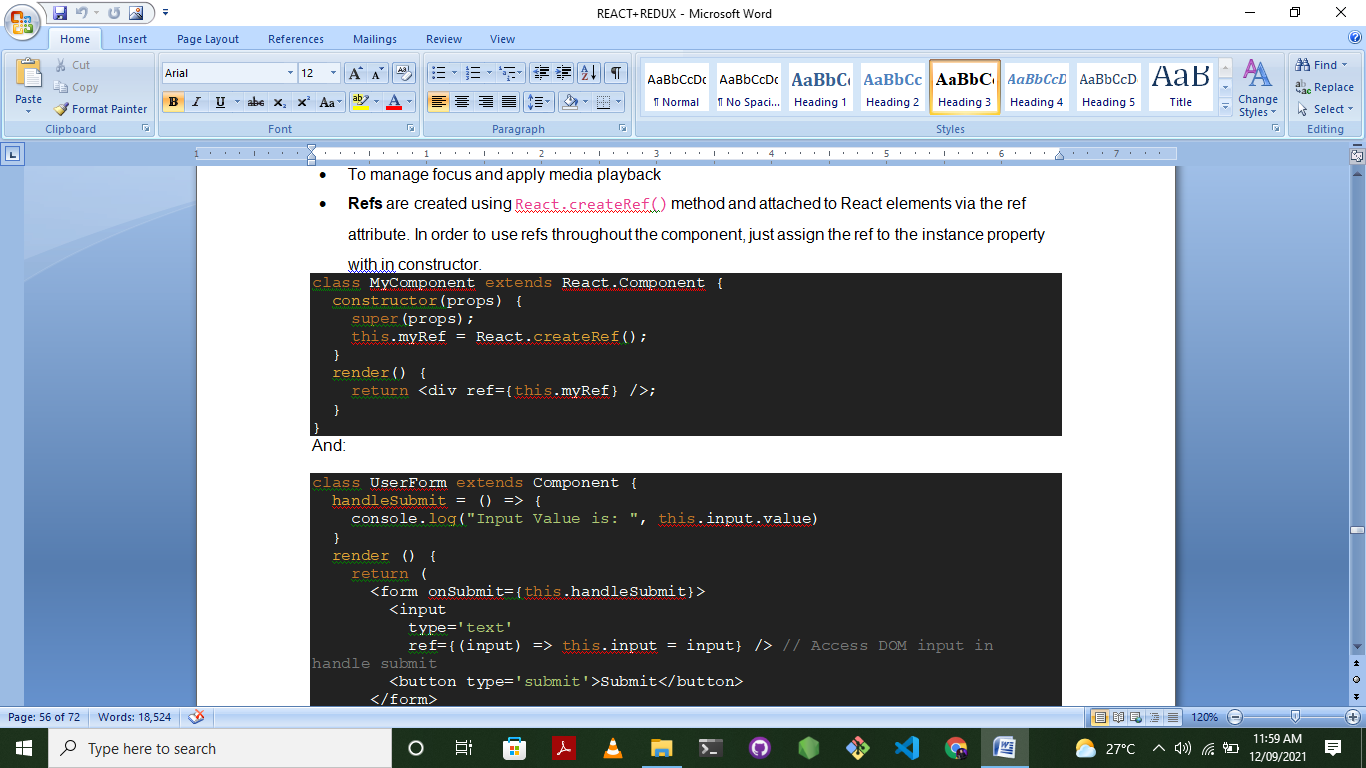 REACT+REDUX - Microsoft Word
Home Insert Page Layout References Mailings Review View
Paste
Cut
Copy
Format Painter
Clipboard
Arial 12
B I U abc x₂ x² Aa
Font
Paragraph
AaBbCcDc AaBbCcDc AaBbC AaBbCc AaBbC AaBbCcD AaBbCcD AaB
¶ Normal ¶ No Spaci... Heading 1 Heading 2 Heading 3 Heading 4 Heading 5 Title
Change
Styles
Styles
Find
Replace
Select
Editing
1 1 2 3 4 5 6 7
• To manage focus and apply media playback
• Refs are created using React.createRef() method and attached to React elements via the ref
attribute. In order to use refs throughout the component, just assign the ref to the instance property
with in constructor.
class MyComponent extends React.Component {
constructor(props) {
super(props);
this.myRef = React.createRef();
}
render() {
return <div ref={this.myRef} />;
}
}
And:
class UserForm extends Component {
handleSubmit = () => {
console.log("Input Value is: ", this.input.value)
}
render () {
return (
<form onSubmit={this.handleSubmit}>
<input
type='text'
ref={(input) => this.input = input} /> // Access DOM input in
handle submit
<button type='submit'>Submit</button>
</form>
Page: 56 of 72 Words: 18,524 120%
Type here to search
27°C
11:59 AM
12/09/2021